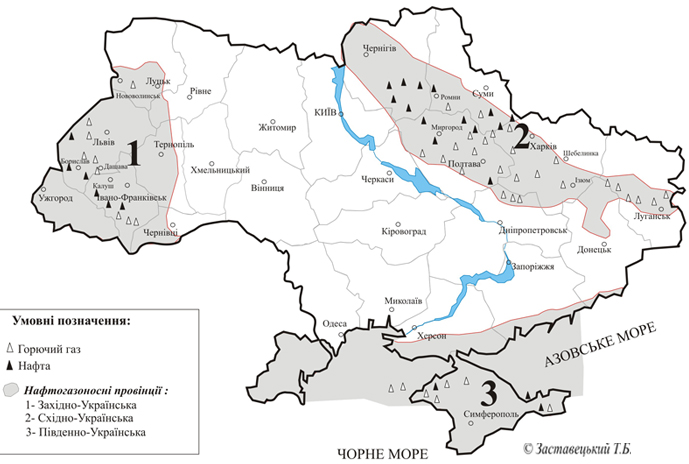 Чернігів
Суми
Ромни
Луцьк
Нововолинськ
Рівне
КИЇВ
Житомир
Львів
1
Тернопіль
Миргород
2
Харків
Шебелинка
Полтава
Борислав
Дашава
Калуш
Хмельницький
Вінниця
Черкаси
Ізюм
Ужгород
Івано-Франківськ
Луганськ
Чернівці
Кіровоград
Дніпропетровськ
Донецьк
Запоріжжя
Миколаїв
Одеса
Херсон
АЗОВСЬКЕ МОРЕ
3
Симферополь
ЧОРНЕ МОРЕ
© Заставецький Т.Б.
Умовні позначення:
Горючий газ
Нафта
Нафтогазоносні провінції :
1- Західно-Українська
2- Східно-Українська
3- Південно-Українська